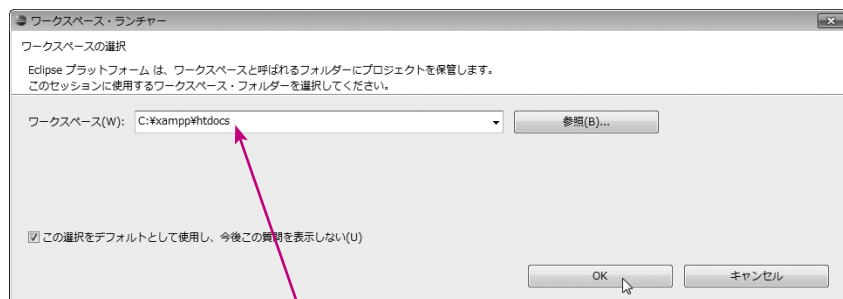 ワークスペース・ランチャー
ワークスペースの選択
Eclipse プラットフォーム は、ワークスペースと呼ばれるフォルダーにプロジェクトを保管します。
このセッションに使用するワークスペース・フォルダーを選択してください。
ワークスペース(W): C:¥xampp¥htdocs 参照(B)...
この選択をデフォルトとして使用し、今後この質問を表示しない(U)
OK キャンセル